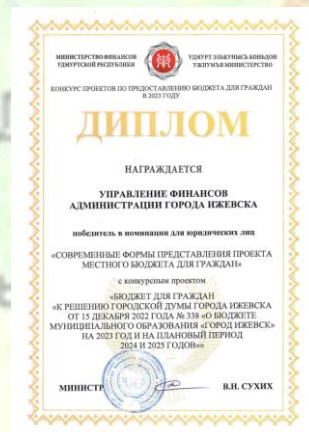 МИНИСТЕРСТВО ФИНАНСОВ
УДМУРТСКОЙ РЕСПУБЛИКИ
УДМУРТ ЭЛЬКУНЫСЬ КОНЬДОН
УЖПУМЪЯ МИНИСТЕРСТВО
КОНКУРС ПРОЕКТОВ ПО ПРЕДОСТАВЛЕНИЮ БЮДЖЕТА ДЛЯ ГРАЖДАН
В 2023 ГОДУ
ДИПЛОМ
НАГРАЖДАЕТСЯ
УПРАВЛЕНИЕ ФИНАНСОВ
АДМИНИСТРАЦИИ ГОРОДА ИЖЕВСКА
победитель в номинации для юридических лиц
«СОВРЕМЕННЫЕ ФОРМЫ ПРЕДСТАВЛЕНИЯ ПРОЕКТА
МЕСТНОГО БЮДЖЕТА ДЛЯ ГРАЖДАН»
с конкурсным проектом
«БЮДЖЕТ ДЛЯ ГРАЖДАН
«К РЕШЕНИЮ ГОРОДСКОЙ ДУМЫ ГОРОДА ИЖЕВСКА
ОТ 15 ДЕКАБРЯ 2022 ГОДА № 338 «О БЮДЖЕТЕ
МУНИЦИПАЛЬНОГО ОБРАЗОВАНИЯ «ГОРОД ИЖЕВСК»
НА 2023 ГОД И НА ПЛАНОВЫЙ ПЕРИОД
2024 И 2025 ГОДОВ»»
МИНИСТР
В.Н. СУХИХ